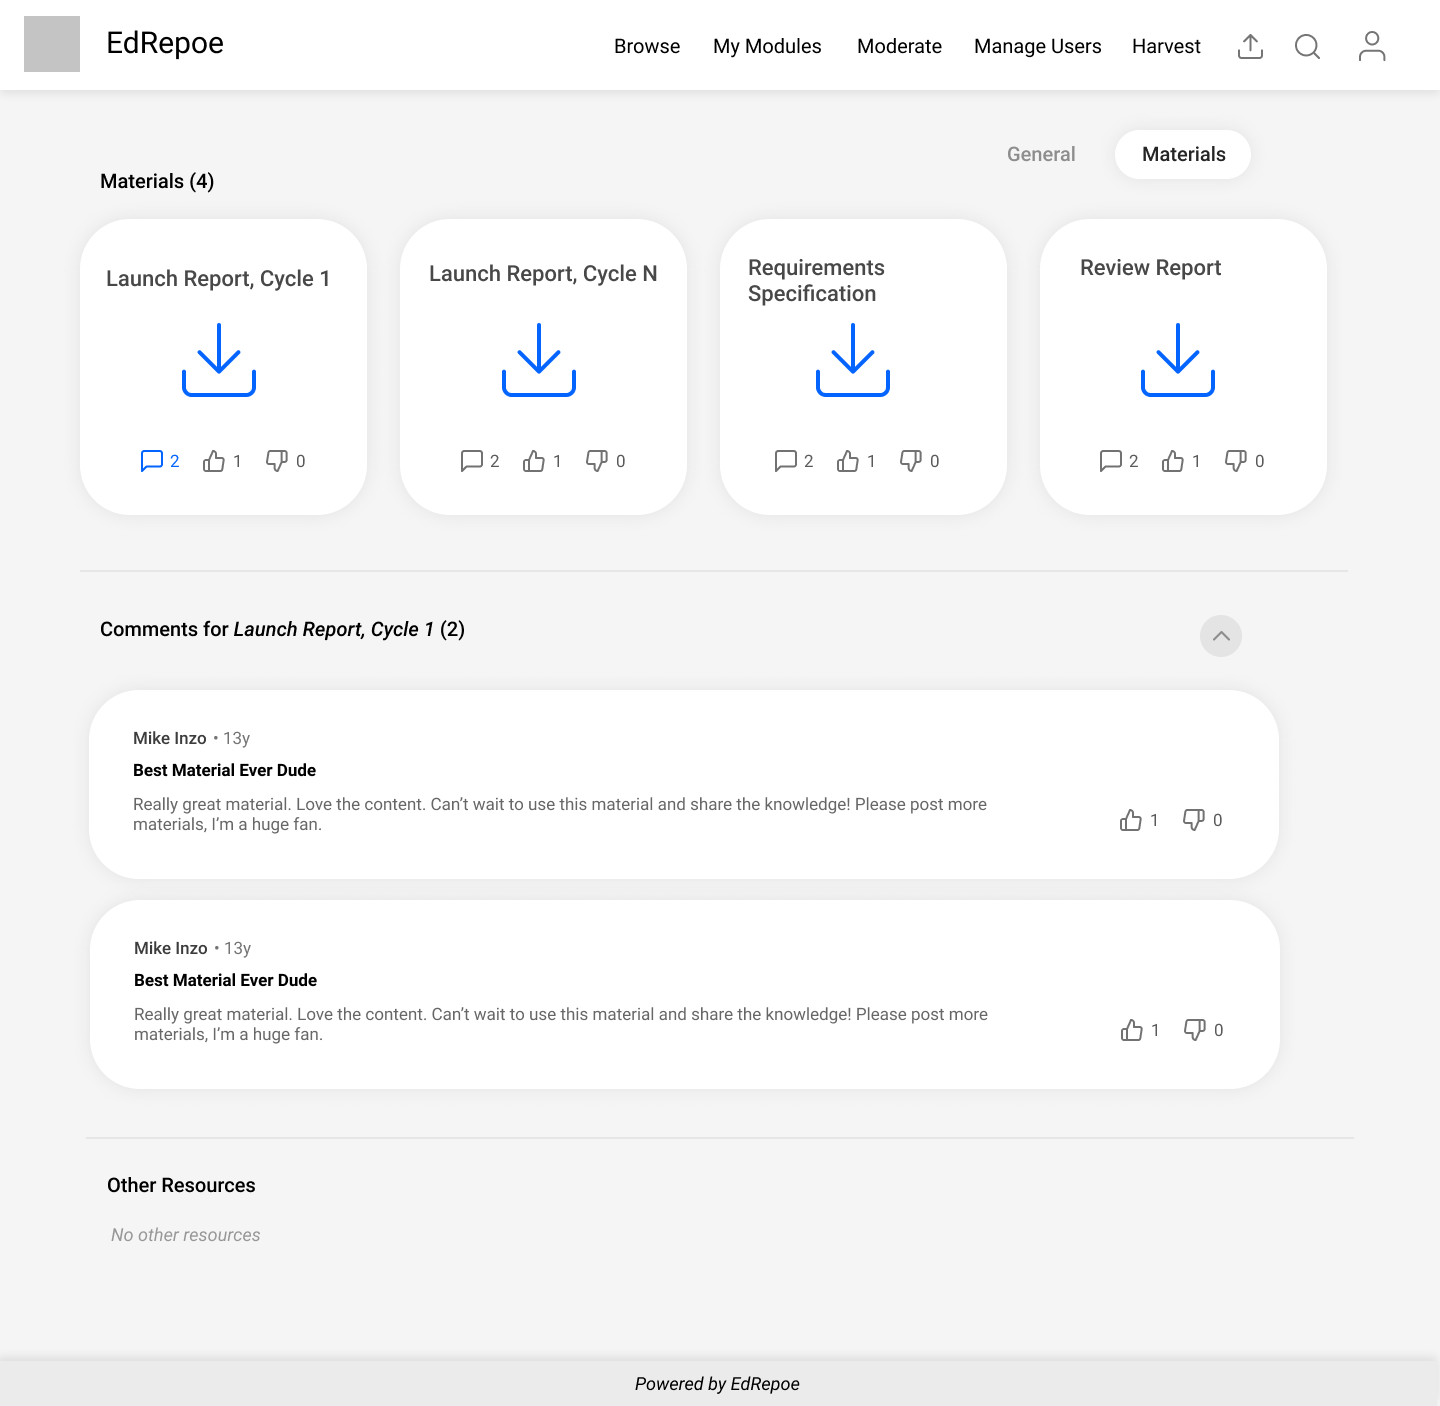 EdRepoe
Browse My Modules Moderate Manage Users Harvest
General Materials
Materials (4)
Launch Report, Cycle 1
2 1 0
Launch Report, Cycle N
2 1 0
Requirements
Specification
2 1 0
Review Report
2 1 0
Comments for Launch Report, Cycle 1 (2)
Mike Inzo • 13y
Best Material Ever Dude
Really great material. Love the content. Can’t wait to use this material and share the knowledge! Please post more
materials, I’m a huge fan.
1 0
Mike Inzo • 13y
Best Material Ever Dude
Really great material. Love the content. Can’t wait to use this material and share the knowledge! Please post more
materials, I’m a huge fan.
1 0
Other Resources
No other resources
Powered by EdRepoe